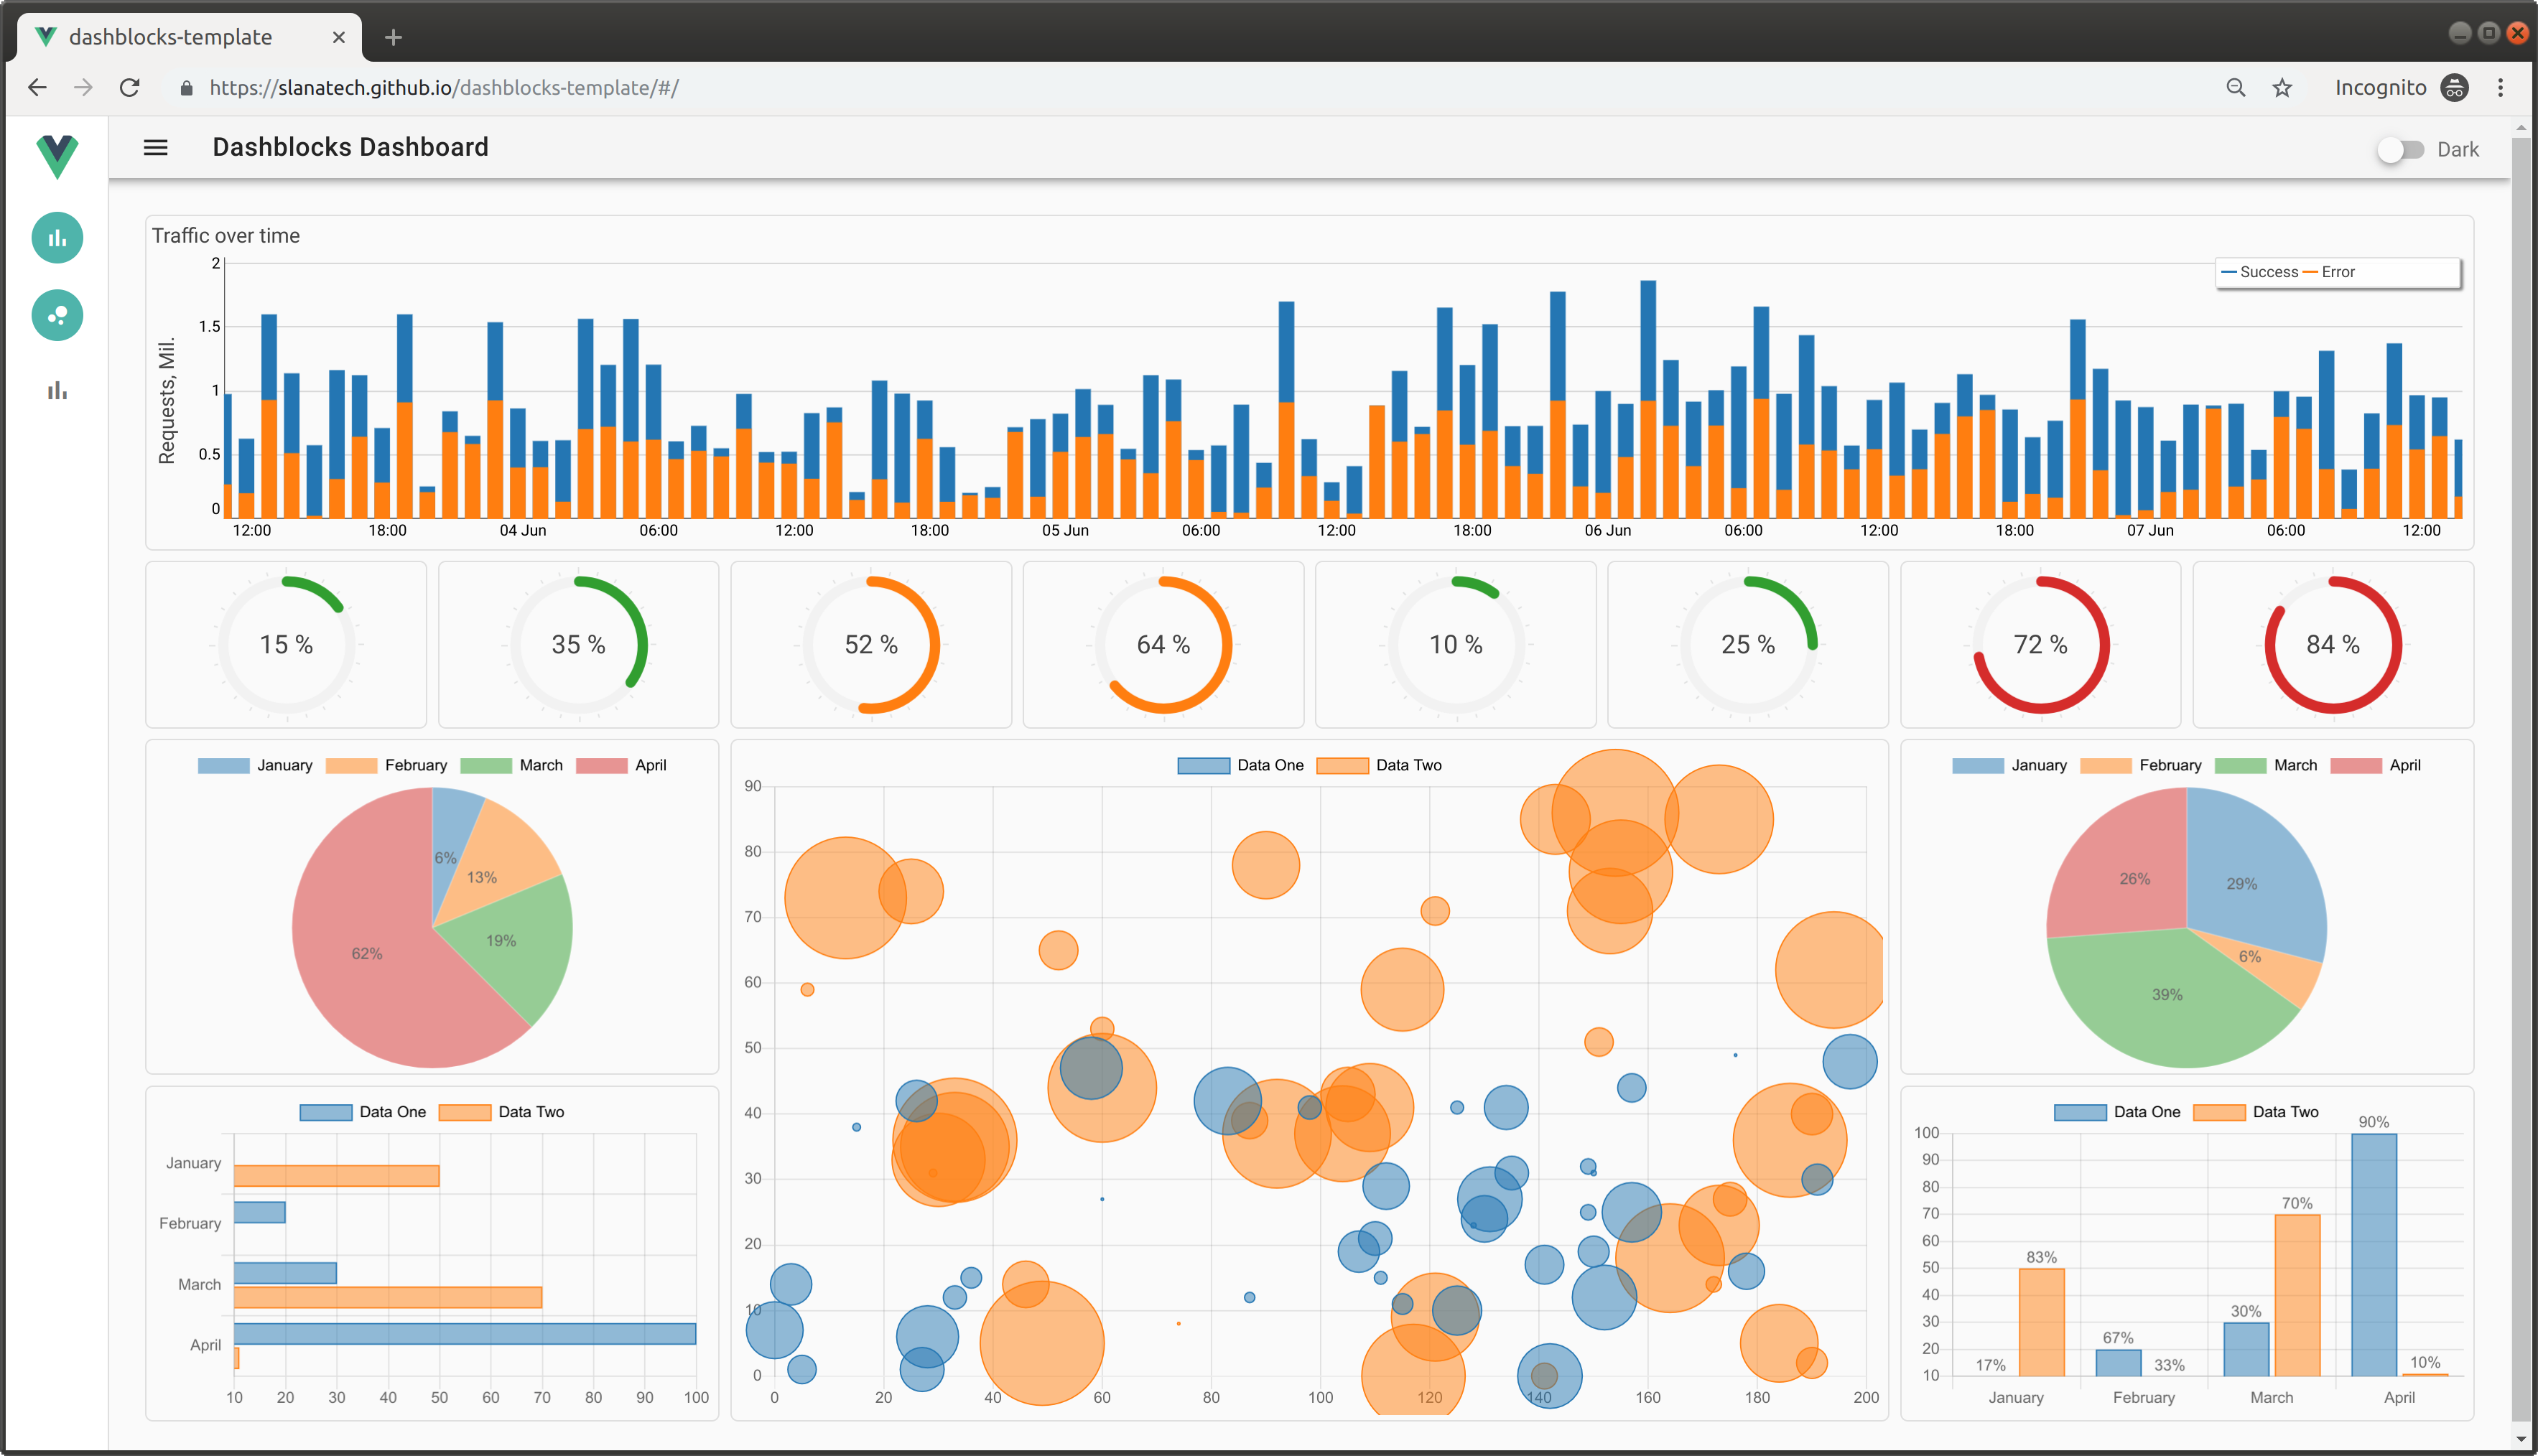 dashblocks-template
https://slanatech.github.io/dashblocks-template/#/
Incognito
Dashblocks Dashboard
Dark
Traffic over time
Success Error
Requests, Mil.
2
1.5
1
0.5
0
12:00 18:00 04 Jun 06:00 12:00 18:00 05 Jun 06:00 12:00 18:00 06 Jun 06:00 12:00 18:00 07 Jun 06:00 12:00
15 % 35 % 52 % 64 % 10 % 25 % 72 % 84 %
January February March April
6%
13%
19%
62%
Data One Data Two
90
80
70
60
50
40
30
20
10
0
0 20 40 60 80 100 120 140 160 180 200
January February March April
26%
29%
6%
39%
Data One Data Two
January
February
March
April
10 20 30 40 50 60 70 80 90 100
Data One Data Two
90%
100
90
80
70
60
50
40
30
20
10
83%
70%
67%
30%
17%
33%
10%
January February March April